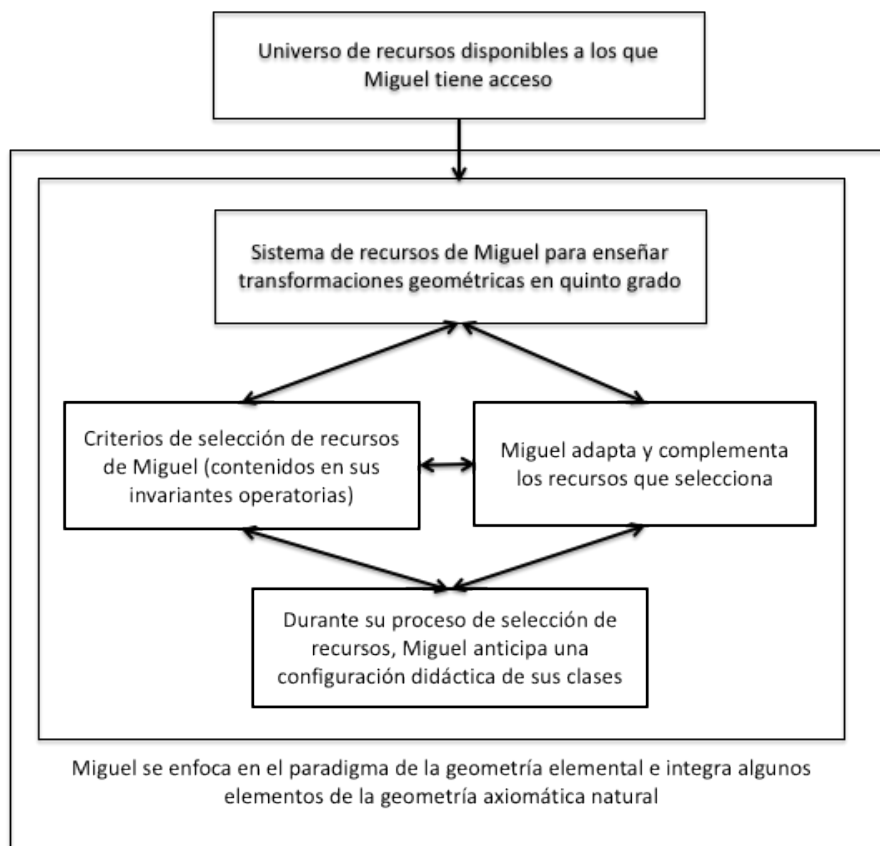 Universo de recursos disponibles a los que
Miguel tiene acceso
Sistema de recursos de Miguel para enseñar
transformaciones geométricas en quinto grado
Criterios de selección de recursos
de Miguel (contenidos en sus
invariantes operatorias)
Miguel adapta y complementa
los recursos que selecciona
Durante su proceso de selección de
recursos, Miguel anticipa una
configuración didáctica de sus clases
Miguel se enfoca en el paradigma de la geometría elemental e integra algunos
elementos de la geometría axiomática natural